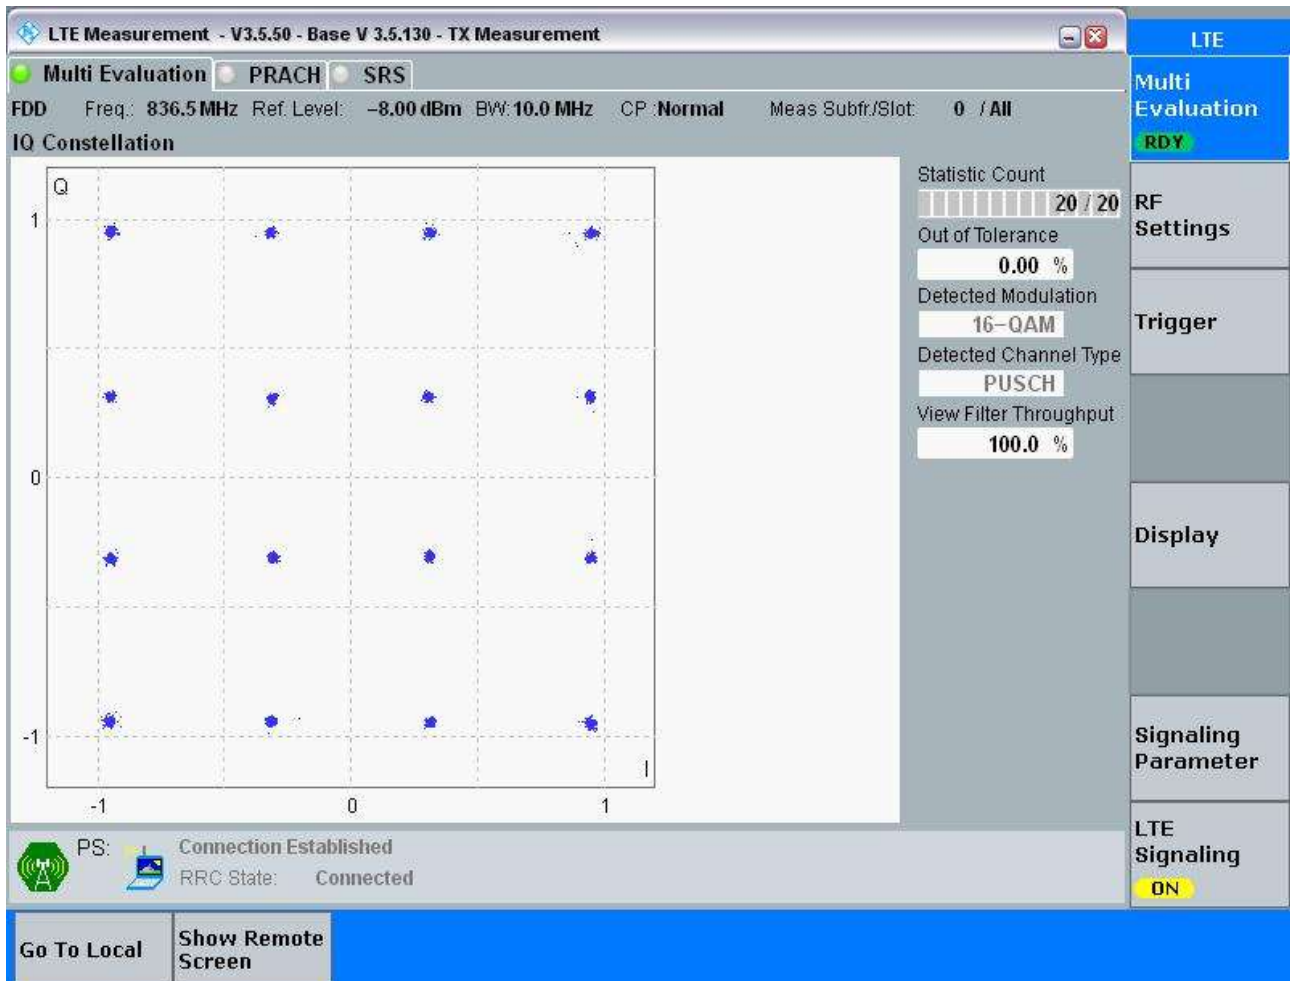 LTE Measurement - V3.5.50 - Base V 3.5.130 - TX Measurement
LTE
Multi Evaluation PRACH SRS
FDD Freq.: 836.5 MHz Ref. Level: -8.00 dBm BW: 10.0 MHz CP :Normal Meas Subfr./Slot: 0 / All
IQ Constellation
Q
1
0
-1
-1 0 1
I
Statistic Count
20 / 20
Out of Tolerance
0.00 %
Detected Modulation
16-QAM
Detected Channel Type
PUSCH
View Filter Throughput
100.0 %
Multi
Evaluation
RDY
RF
Settings
Trigger
Display
Signaling
Parameter
LTE
Signaling
ON
PS: Connection Established
RRC State: Connected
Go To Local
Show Remote
Screen